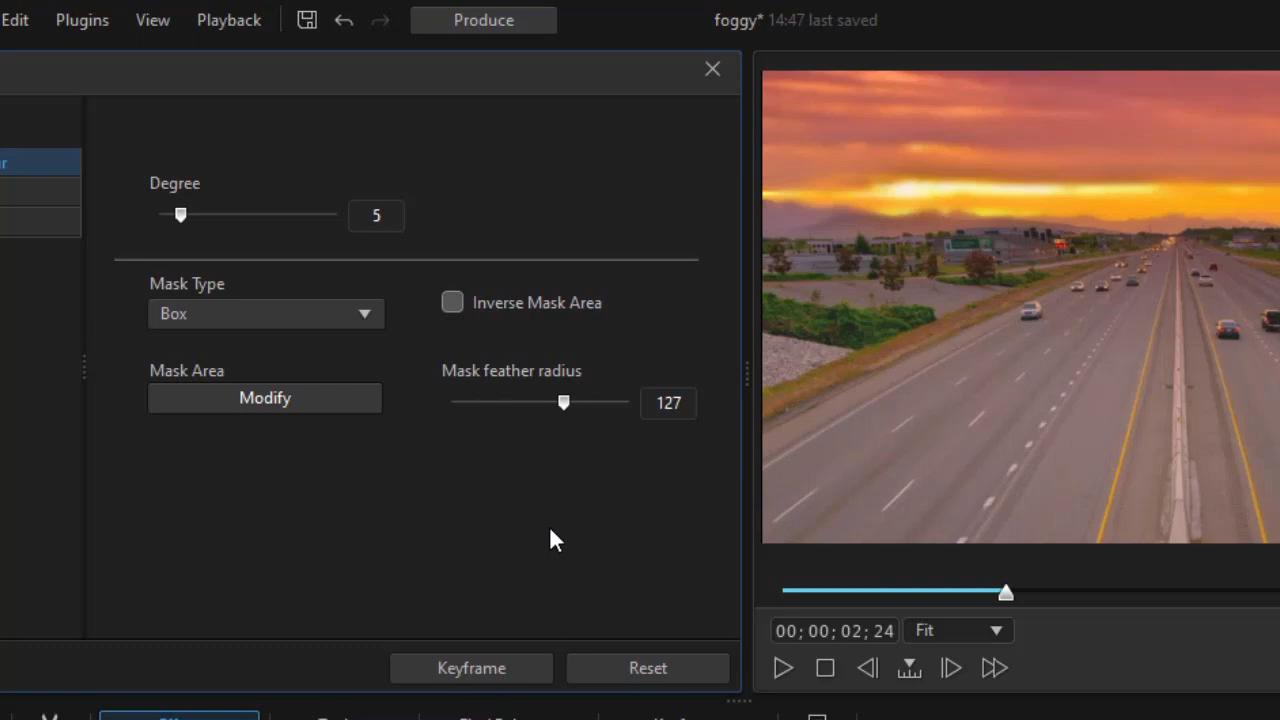 Edit Plugins View Playback Produce foggy* 14:47 last saved
Degree
5
Mask Type
Box
Inverse Mask Area
Mask Area
Modify
Mask feather radius
127
Keyframe Reset
00;00;02;24 Fit